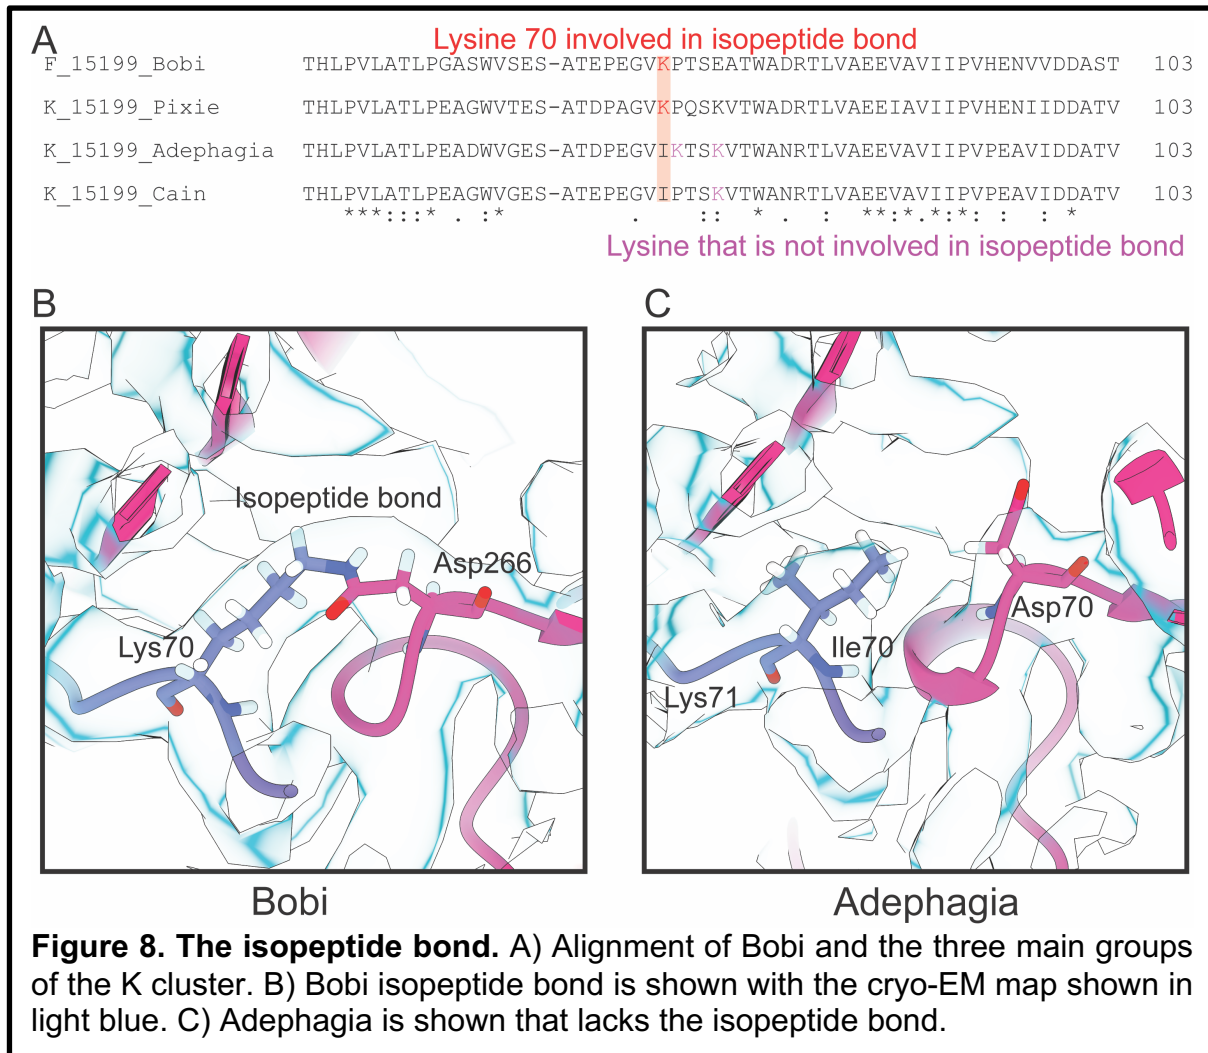 A
Lysine 70 involved in isopeptide bond
F_15199_Bobi THLPVLATLPGASWVSES-ATEPEGVKPTSEATWADRTLVAEEVAVIIPVHENVVDDAST 103
K_15199_Pixie THLPVLATLPEAGWVTES-ATDPAGVKPQSKVTWADRTLVAEEIAVIIPVHENIIDDATV 103
K_15199_Adephagia THLPVLATLPEADWVGES-ATDPEGVIKTSKVTWANRTLVAEEVAVIIPVPEAVIDDATV 103
K_15199_Cain THLPVLATLPEAGWVGES-ATEPEGVIPTSKVTWANRTLVAEEVAVIIPVPEAVIDDATV 103
***:::* . :* . :: * . : **:*.*:*: : : *
Lysine that is not involved in isopeptide bond
B
Isopeptide bond
Asp266
Lys70
Bobi
C
Asp70
Ile70
Lys71
Adephagia
Figure 8. The isopeptide bond. A) Alignment of Bobi and the three main groups
of the K cluster. B) Bobi isopeptide bond is shown with the cryo-EM map shown in
light blue. C) Adephagia is shown that lacks the isopeptide bond.